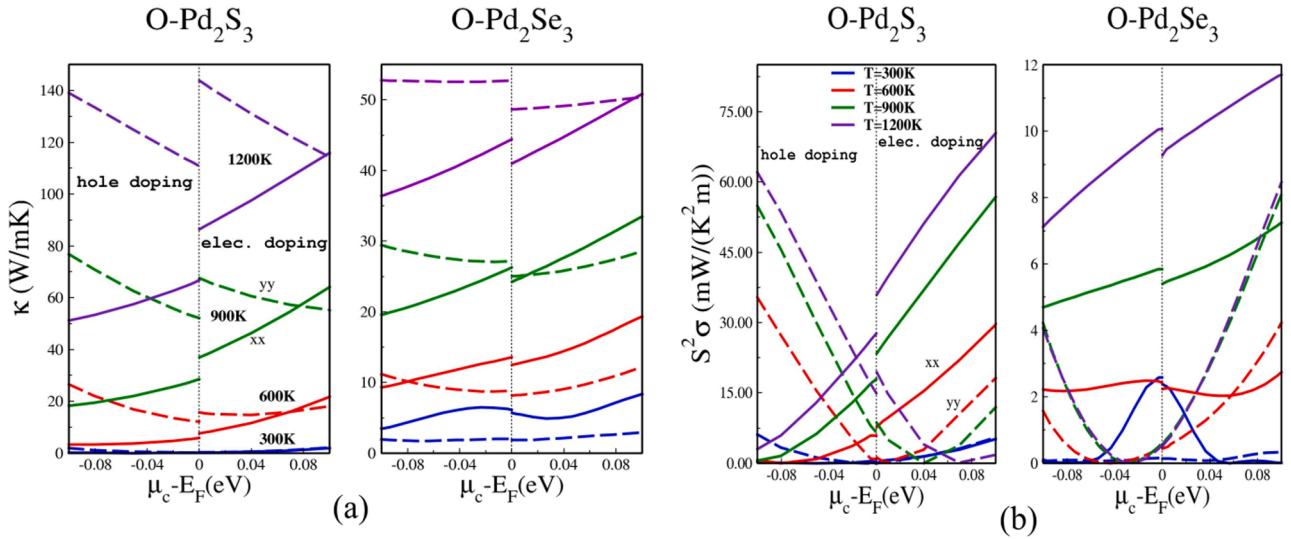 O-Pd₂S₃
O-Pd₂Se₃
κ (W/mK)
140
120
100
80
60
40
20
0
1200K
hole doping
elec. doping
yy
900K
xx
600K
300K
-0.08
-0.04
0
0.04
0.08
μc-EF(eV)
50
40
30
20
10
0
-0.08
-0.04
0
0.04
0.08
μc-EF(eV)
(a)
O-Pd₂S₃
O-Pd₂Se₃
S²σ (mW/(K²m)
75.00
60.00
45.00
30.00
15.00
0.00
T=300K
T=600K
T=900K
T=1200K
elec. doping
hole doping
xx
yy
-0.08
-0.04
0
0.04
0.08
μc-EF(eV)
12
10
8
6
4
2
0
-0.08
-0.04
0
0.04
0.08
μc-EF(eV)
(b)